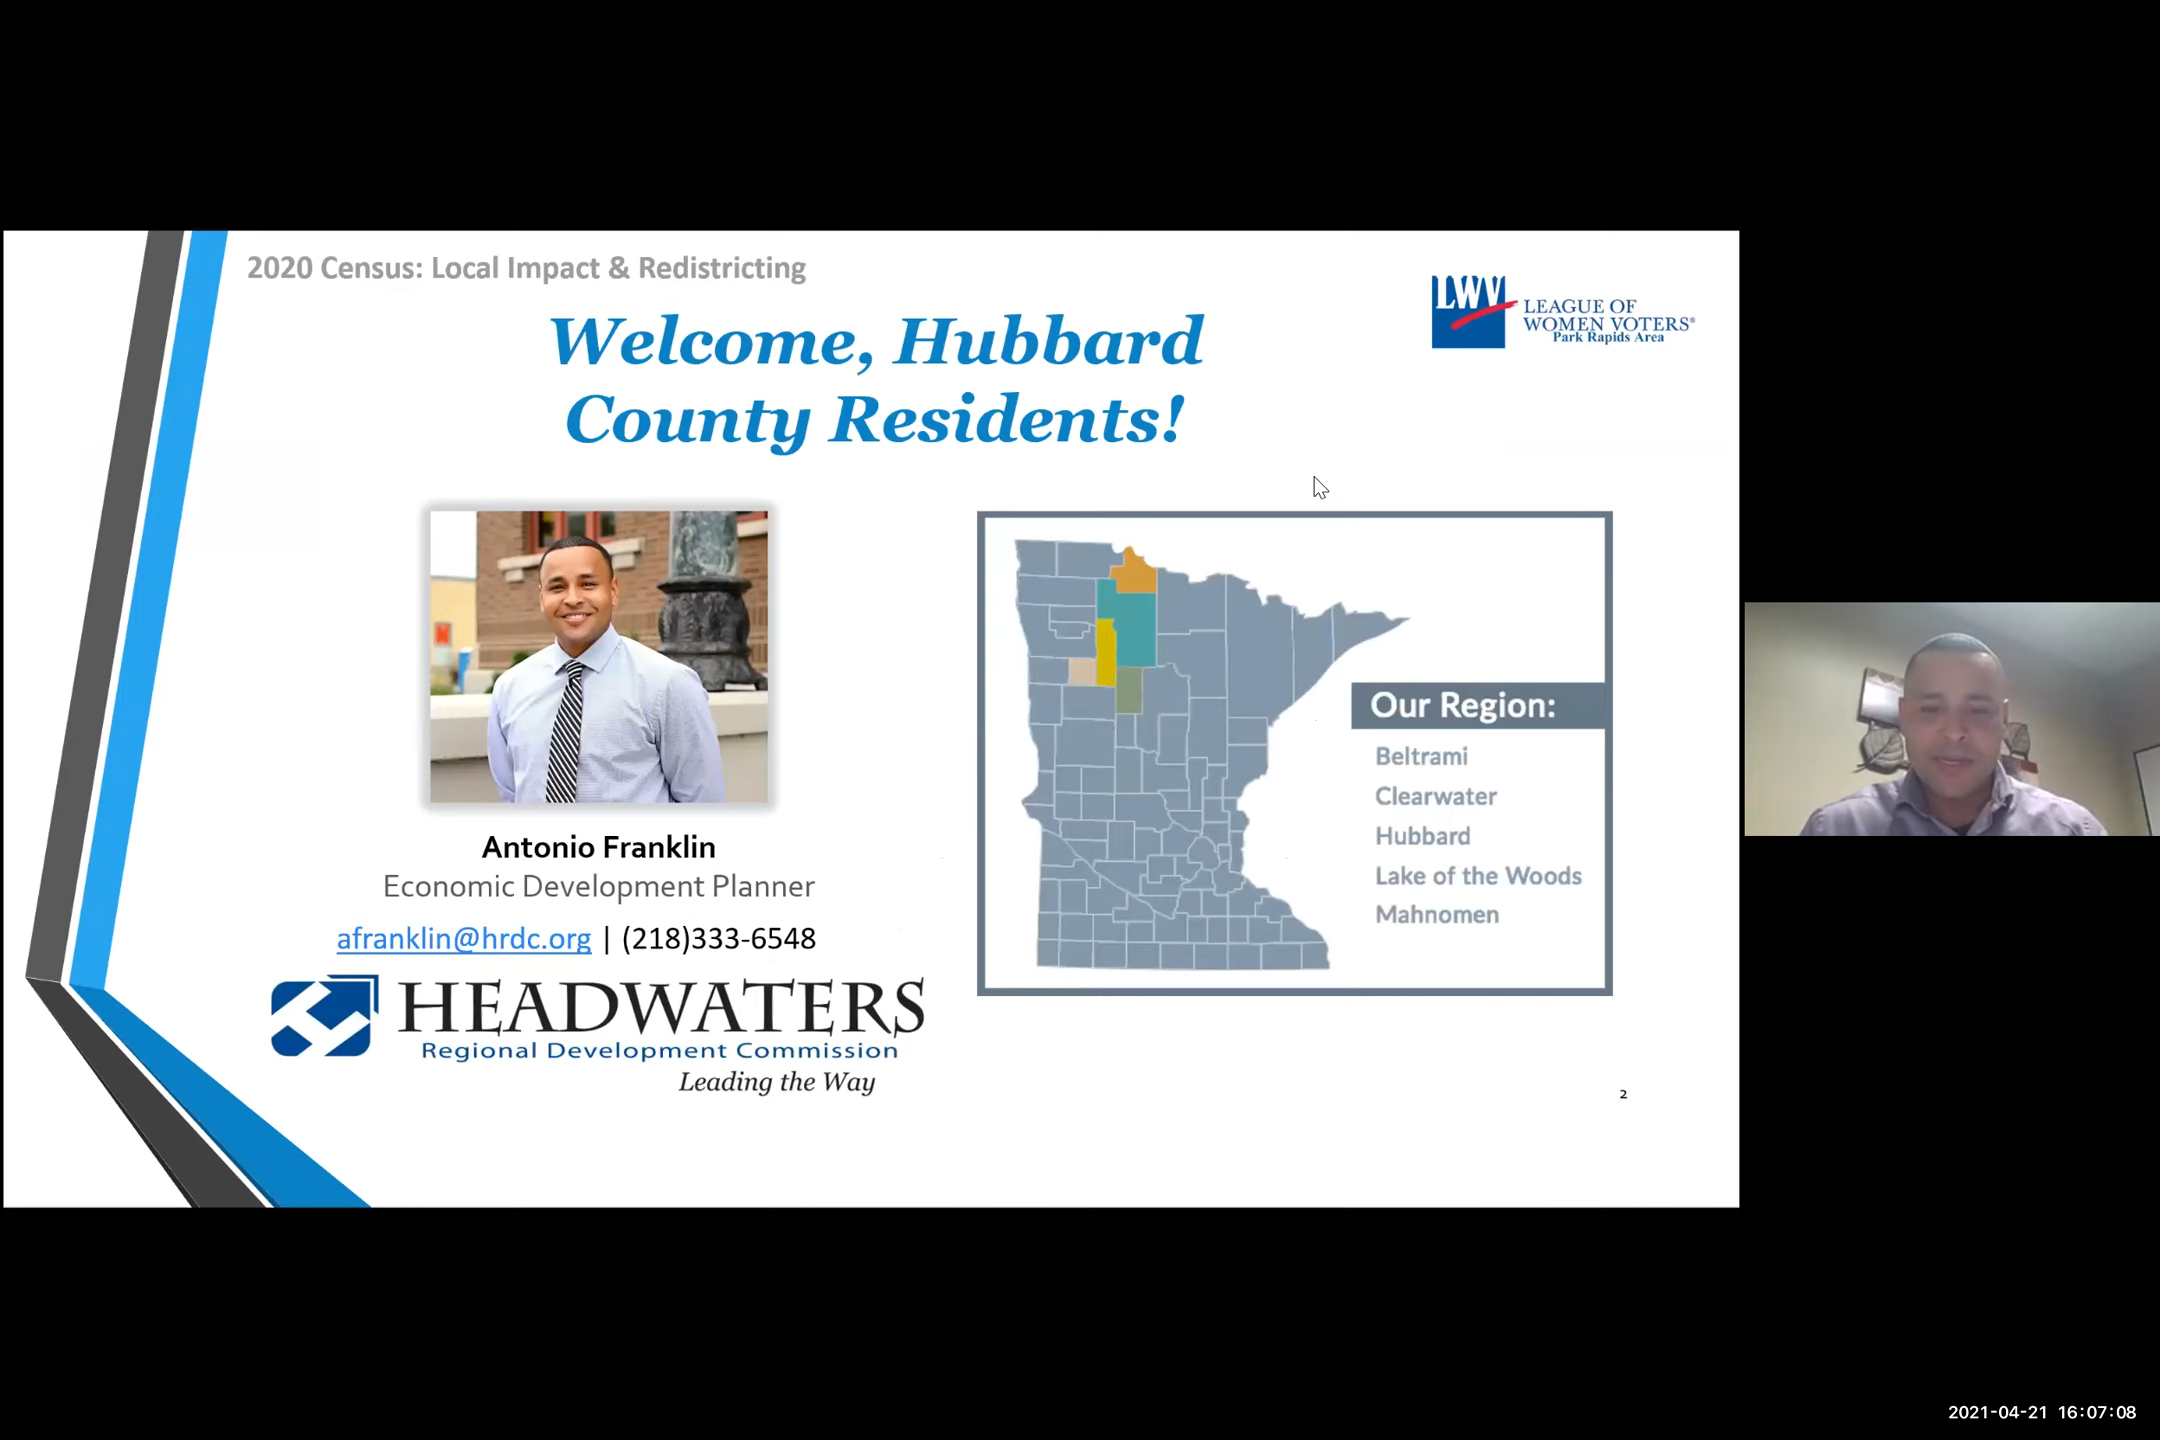 2020 Census: Local Impact & Redistricting
LWV
LEAGUE OF
WOMEN VOTERS®
Park Rapids Area
Welcome, Hubbard
County Residents!
Antonio Franklin
Economic Development Planner
afranklin@hrdc.org | (218)333-6548
HEADWATERS
Regional Development Commission
Leading the Way
Our Region:
Beltrami
Clearwater
Hubbard
Lake of the Woods
Mahnomen
2
2021-04-21 16:07:08